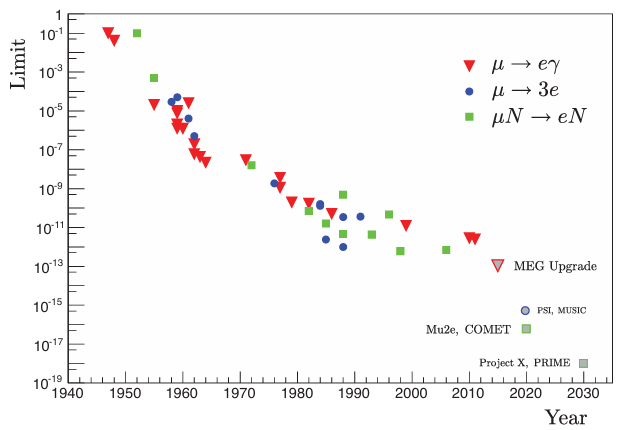 Limit
1
10^-1
10^-3
10^-5
10^-7
10^-9
10^-11
10^-13
10^-15
10^-17
10^-19
μ → eγ
μ → 3e
μN → eN
MEG Upgrade
PSI, MUSIC
Mu2e, COMET
Project X, PRIME
1940 1950 1960 1970 1980 1990 2000 2010 2020 2030
Year